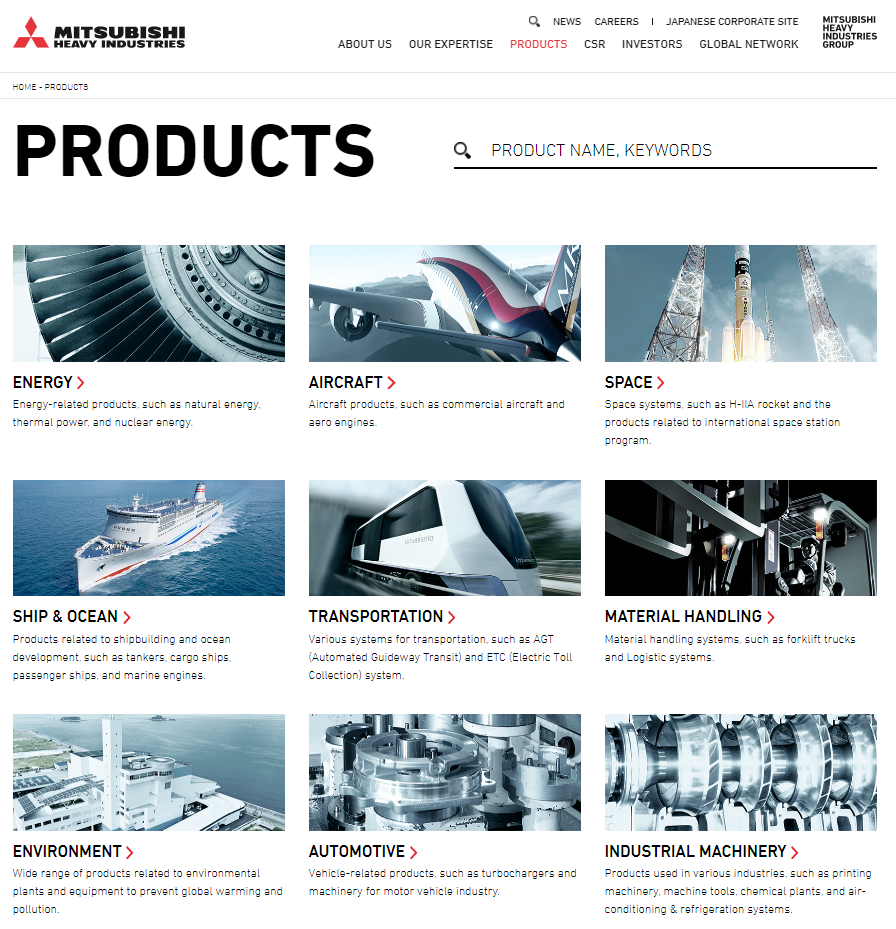 MITSUBISHI
HEAVY INDUSTRIES
NEWS CAREERS | JAPANESE CORPORATE SITE
ABOUT US OUR EXPERTISE PRODUCTS CSR INVESTORS GLOBAL NETWORK
MITSUBISHI
HEAVY
INDUSTRIES
GROUP
HOME - PRODUCTS
PRODUCTS
PRODUCT NAME, KEYWORDS
ENERGY
Energy-related products, such as natural energy,
thermal power, and nuclear energy.
AIRCRAFT
Aircraft products, such as commercial aircraft and
aero engines.
SPACE
Space systems, such as H-IIA rocket and the
products related to international space station
program.
SHIP & OCEAN
Products related to shipbuilding and ocean
development, such as tankers, cargo ships,
passenger ships, and marine engines.
TRANSPORTATION
Various systems for transportation, such as AGT
(Automated Guideway Transit) and ETC (Electric Toll
Collection) system.
MATERIAL HANDLING
Material handling systems, such as forklift trucks
and Logistic systems.
ENVIRONMENT
Wide range of products related to environmental
plants and equipment to prevent global warming and
pollution.
AUTOMOTIVE
Vehicle-related products, such as turbochargers and
machinery for motor vehicle industry.
INDUSTRIAL MACHINERY
Products used in various industries, such as printing
machinery, machine tools, chemical plants, and air-
conditioning & refrigeration systems.